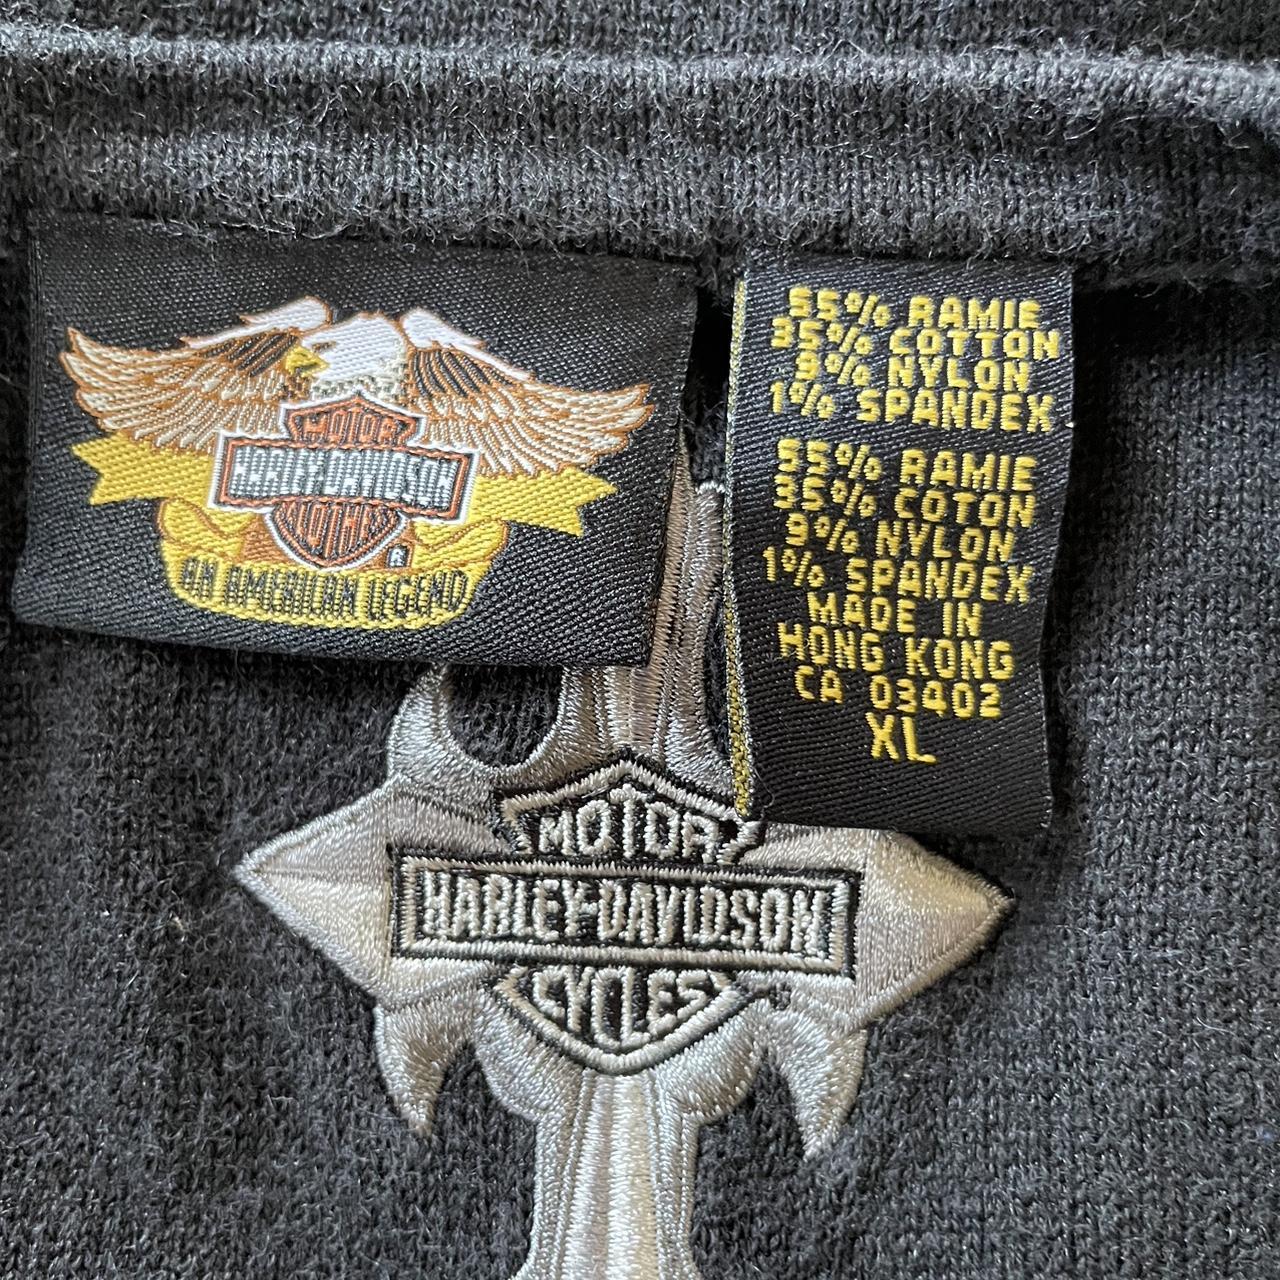 MOTOR
HARLEY-DAVIDSON
CLOTHES
®
AN AMERICAN LEGEND
55% RAMIE
35% COTTON
9% NYLON
1% SPANDEX
55% RAMIE
35% COTON
9% NYLON
1% SPANDEX
MADE IN
HONG KONG
CA 03402
XL
MOTOR
HARLEY-DAVIDSON
CYCLES